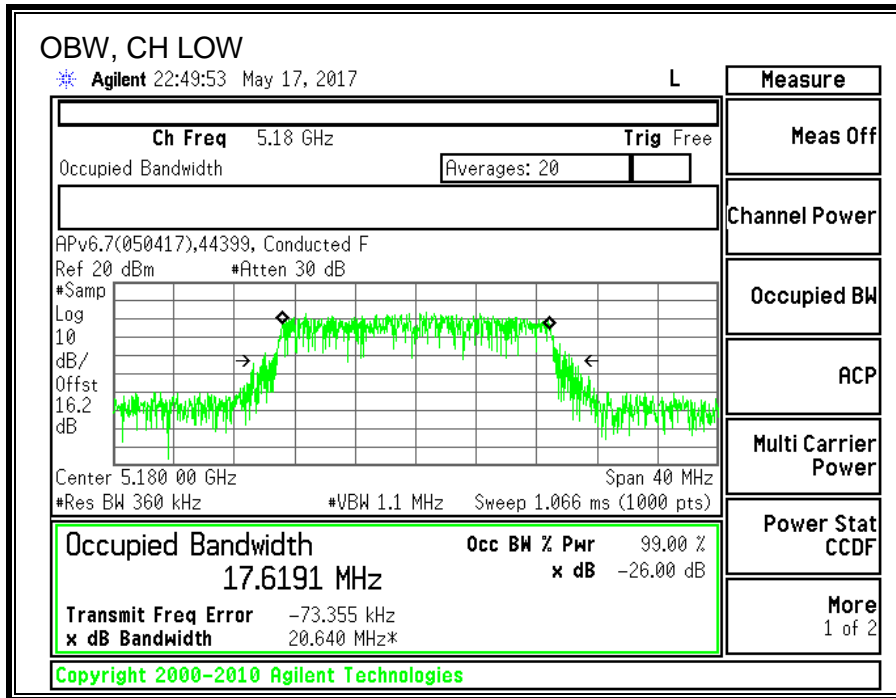 OBW, CH LOW
Agilent 22:49:53 May 17, 2017 L
Ch Freq 5.18 GHz Trig Free
Occupied Bandwidth Averages: 20
APv6.7(050417),44399, Conducted F
Ref 20 dBm #Atten 30 dB
#Samp
Log
10
dB/
Offst
16.2
dB
Center 5.180 00 GHz Span 40 MHz
#Res BW 360 kHz #VBW 1.1 MHz Sweep 1.066 ms (1000 pts)
Occupied Bandwidth Occ BW % Pwr 99.00 %
17.6191 MHz x dB -26.00 dB
Transmit Freq Error -73.355 kHz
x dB Bandwidth 20.640 MHz*
Copyright 2000-2010 Agilent Technologies
Measure
Meas Off
Channel Power
Occupied BW
ACP
Multi Carrier
Power
Power Stat
CCDF
More
1 of 2